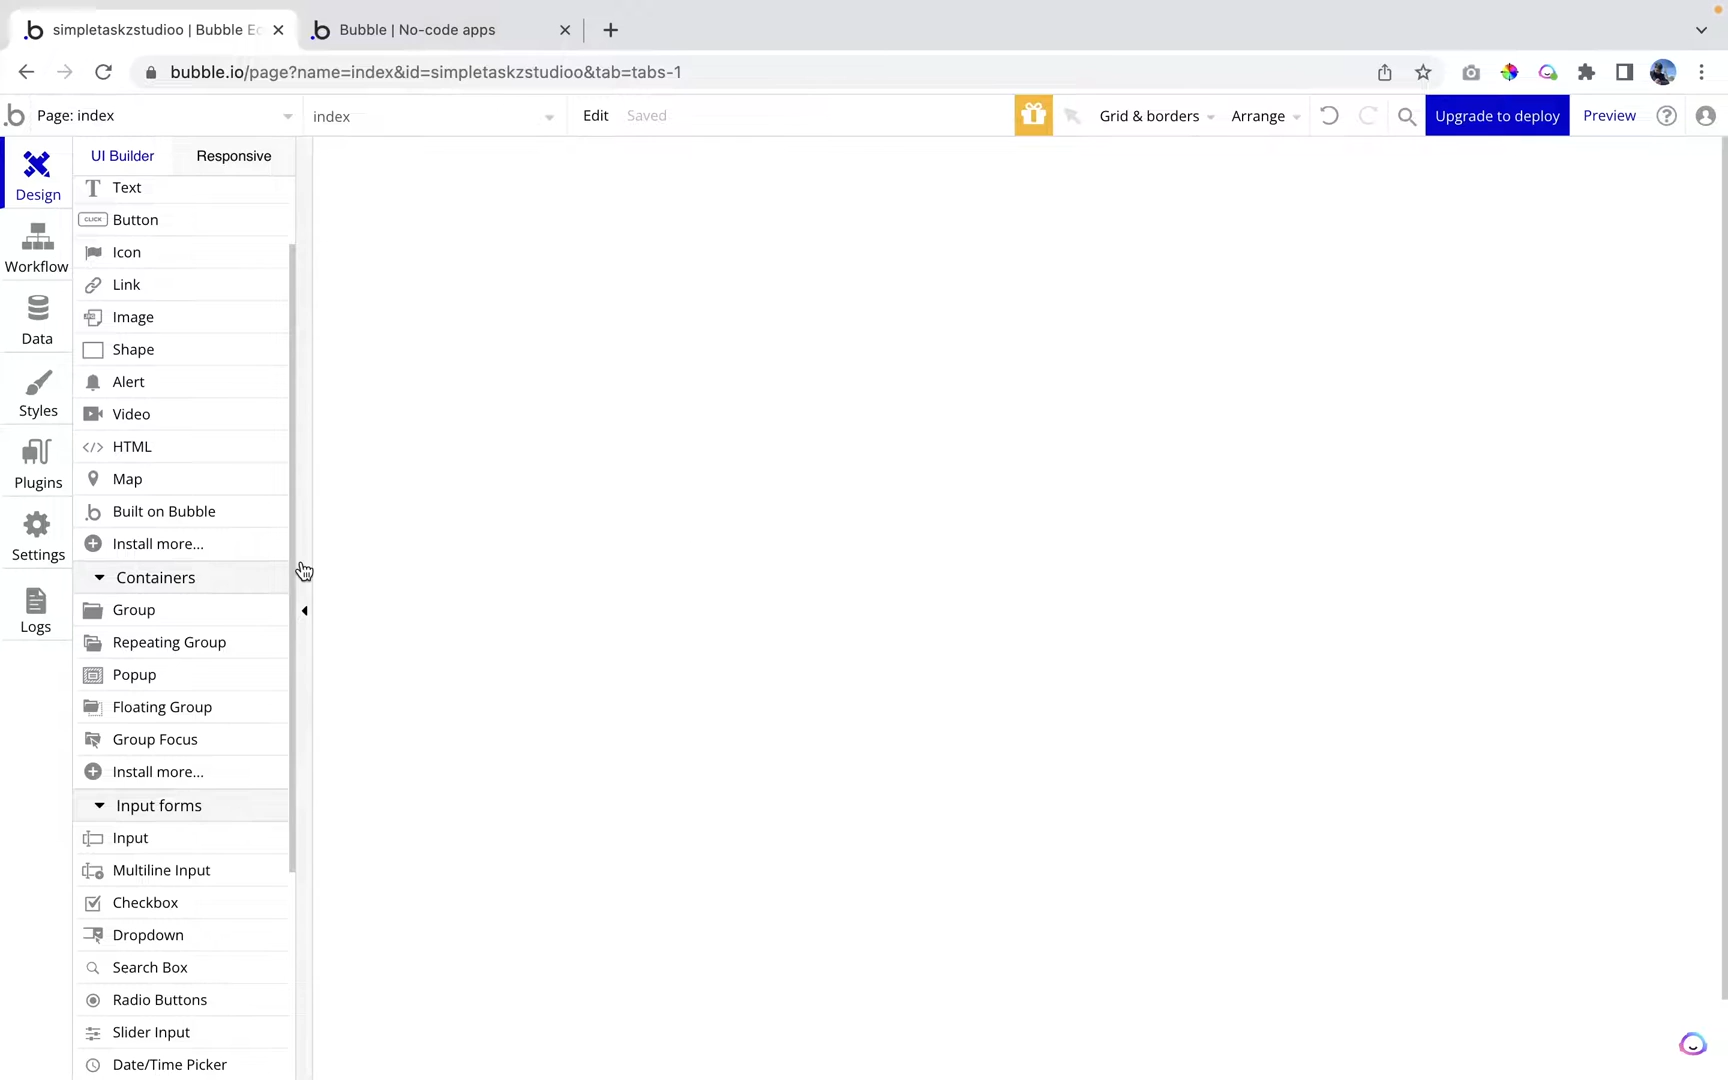 simpletaskzstudioo | Bubble Ed
Bubble | No-code apps
bubble.io/page?name=index&id=simpletaskzstudioo&tab=tabs-1
Page: index
index
Edit
Saved
Grid & borders
Arrange
Upgrade to deploy
Preview
Design
Workflow
Data
Styles
Plugins
Settings
Logs
UI Builder
Responsive
Text
CLICK Button
Icon
Link
Image
Shape
Alert
Video
HTML
Map
Built on Bubble
Install more...
Containers
Group
Repeating Group
Popup
Floating Group
Group Focus
Install more...
Input forms
Input
Multiline Input
Checkbox
Dropdown
Search Box
Radio Buttons
Slider Input
Date/Time Picker